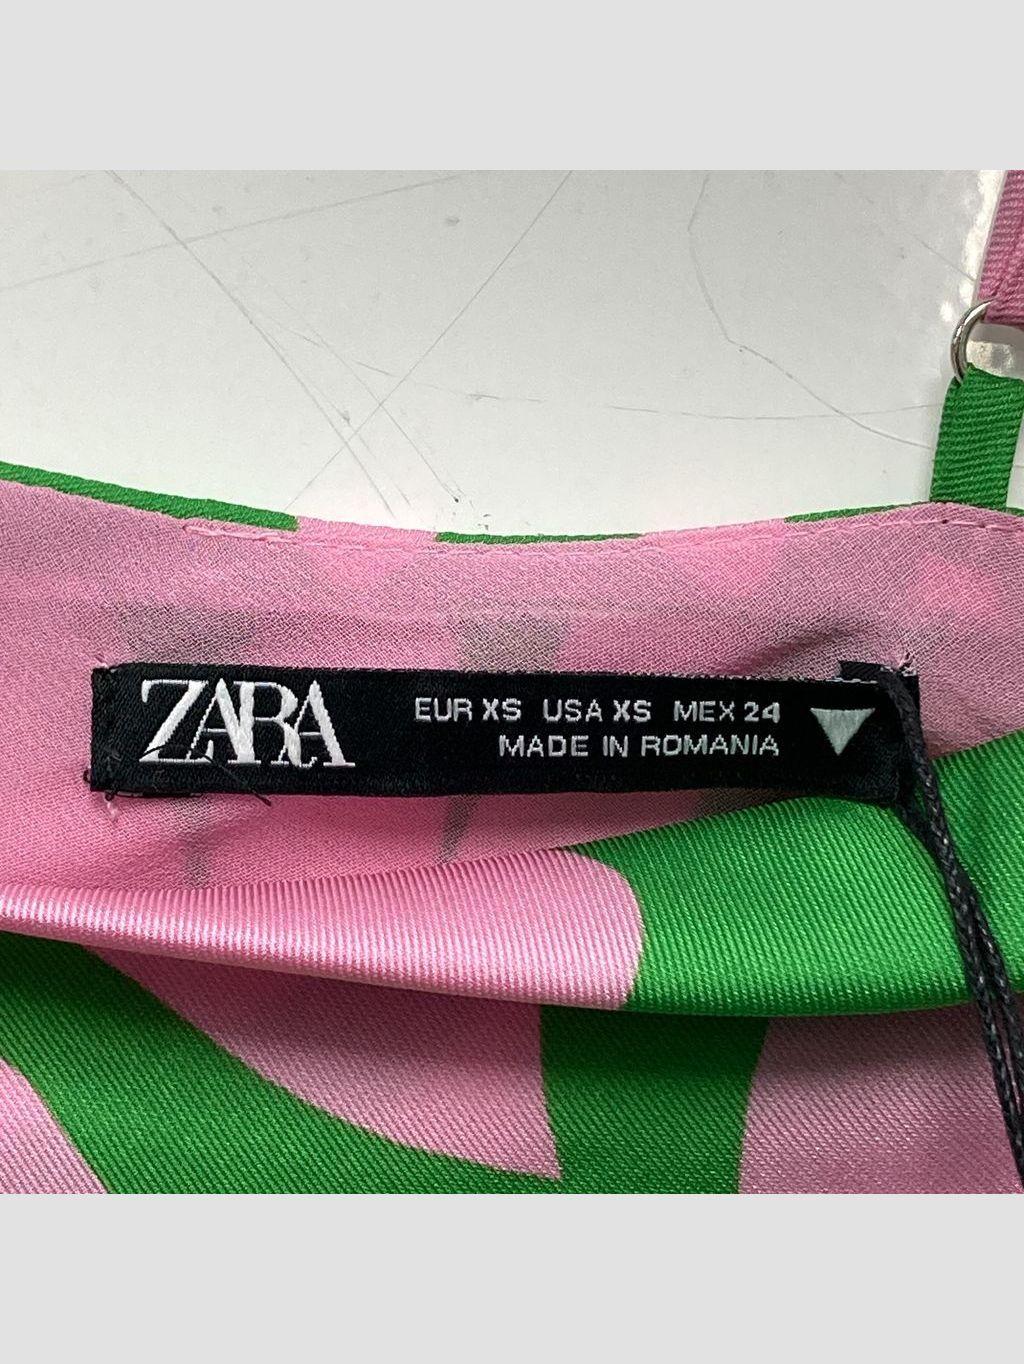 ZARA
EUR XS USA XS MEX 24
MADE IN ROMANIA